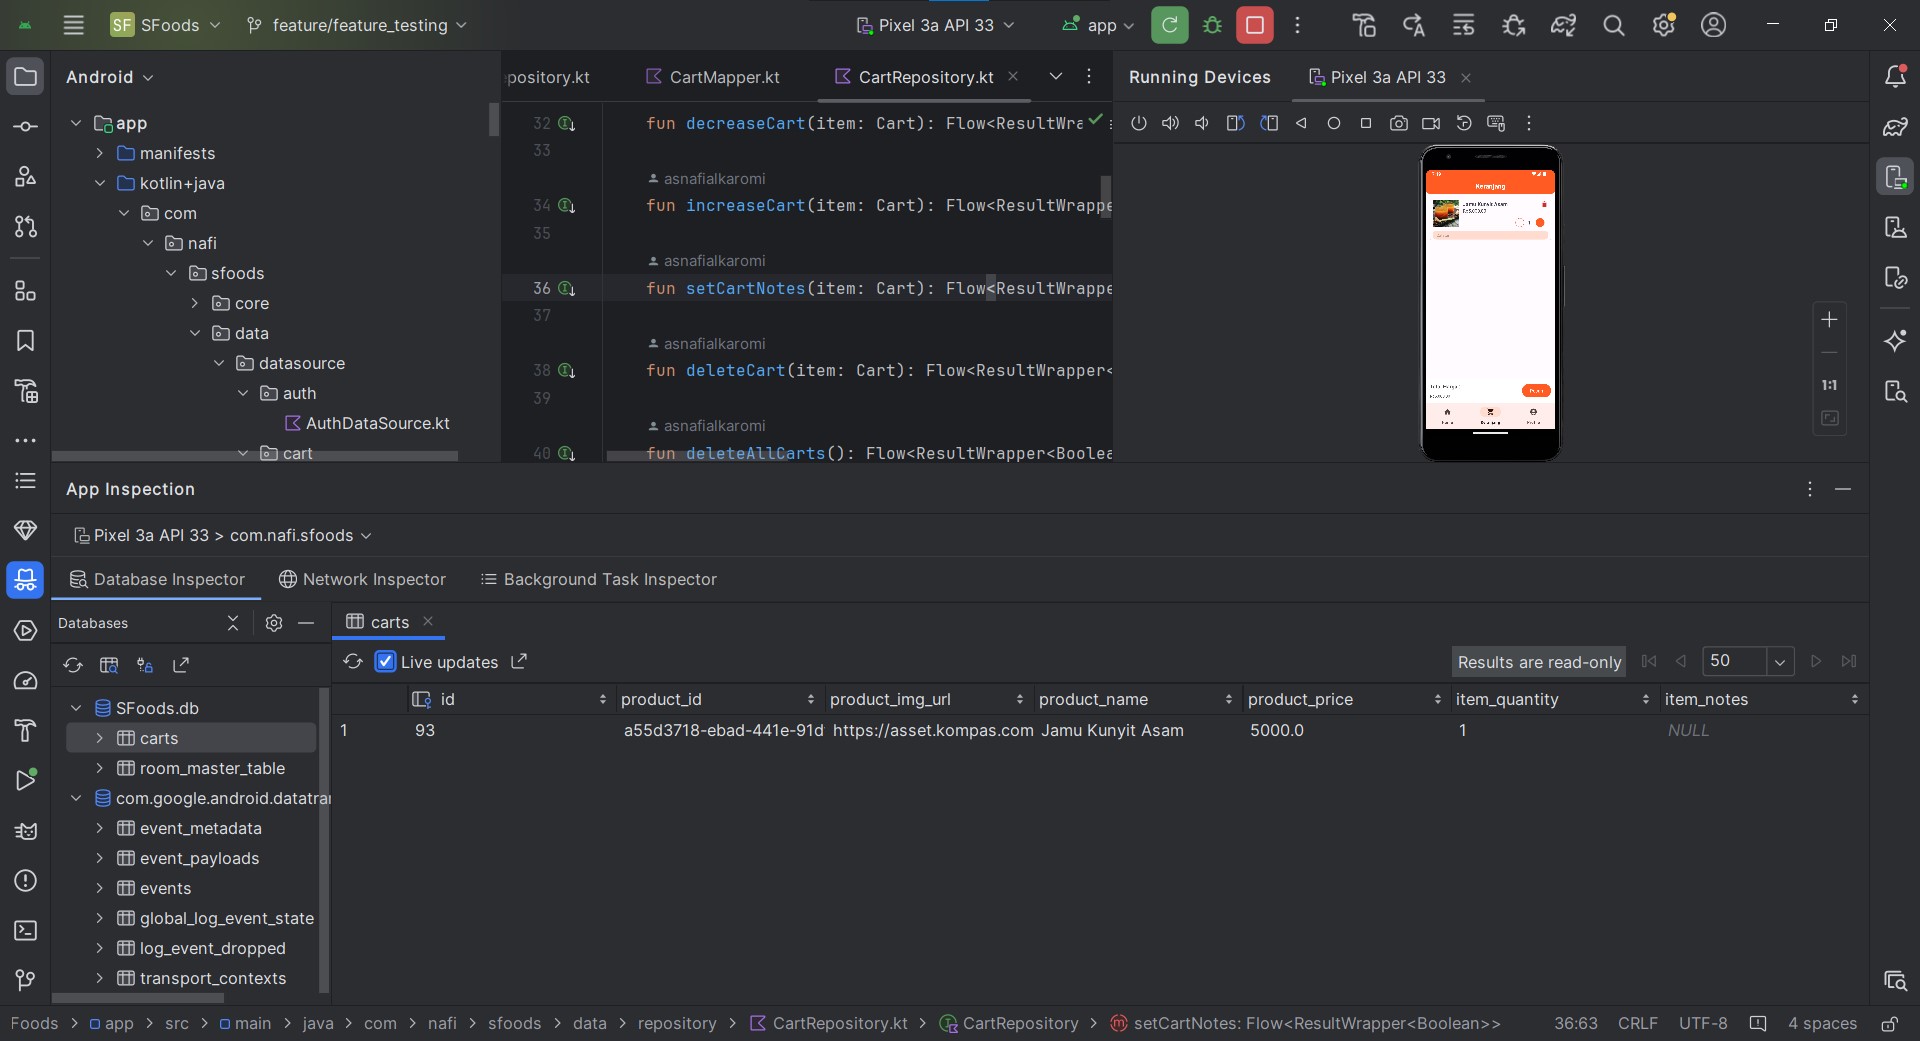 SF SFoods
feature/feature_testing
Pixel 3a API 33
app
Android
pository.kt
CartMapper.kt
CartRepository.kt
Running Devices
Pixel 3a API 33
app
manifests
kotlin+java
com
nafi
sfoods
core
data
datasource
auth
AuthDataSource.kt
cart
32 fun decreaseCart(item: Cart): Flow<ResultWra
33
asnafialkaromi
34 fun increaseCart(item: Cart): Flow<ResultWrappe
35
asnafialkaromi
36 fun setCartNotes(item: Cart): Flow<ResultWrappe
37
asnafialkaromi
38 fun deleteCart(item: Cart): Flow<ResultWrapper<
39
asnafialkaromi
40 fun deleteAllCarts(): Flow<ResultWrapper<Boolea
Keranjang
Jamu Kunyit Asam
1
1:1
App Inspection
Pixel 3a API 33 > com.nafi.sfoods
Database Inspector
Network Inspector
Background Task Inspector
Databases
carts
Live updates
Results are read-only
50
SFoods.db
carts
room_master_table
com.google.android.datatra
event_metadata
event_payloads
events
global_log_event_state
log_event_dropped
transport_contexts
id product_id product_img_url product_name product_price item_quantity item_notes
1 93 a55d3718-ebad-441e-91d https://asset.kompas.com Jamu Kunyit Asam 5000.0 1 NULL
Foods > app > src > main > java > com > nafi > sfoods > data > repository > CartRepository.kt > CartRepository > setCartNotes: Flow<ResultWrapper<Boolean>>
36:63 CRLF UTF-8 4 spaces